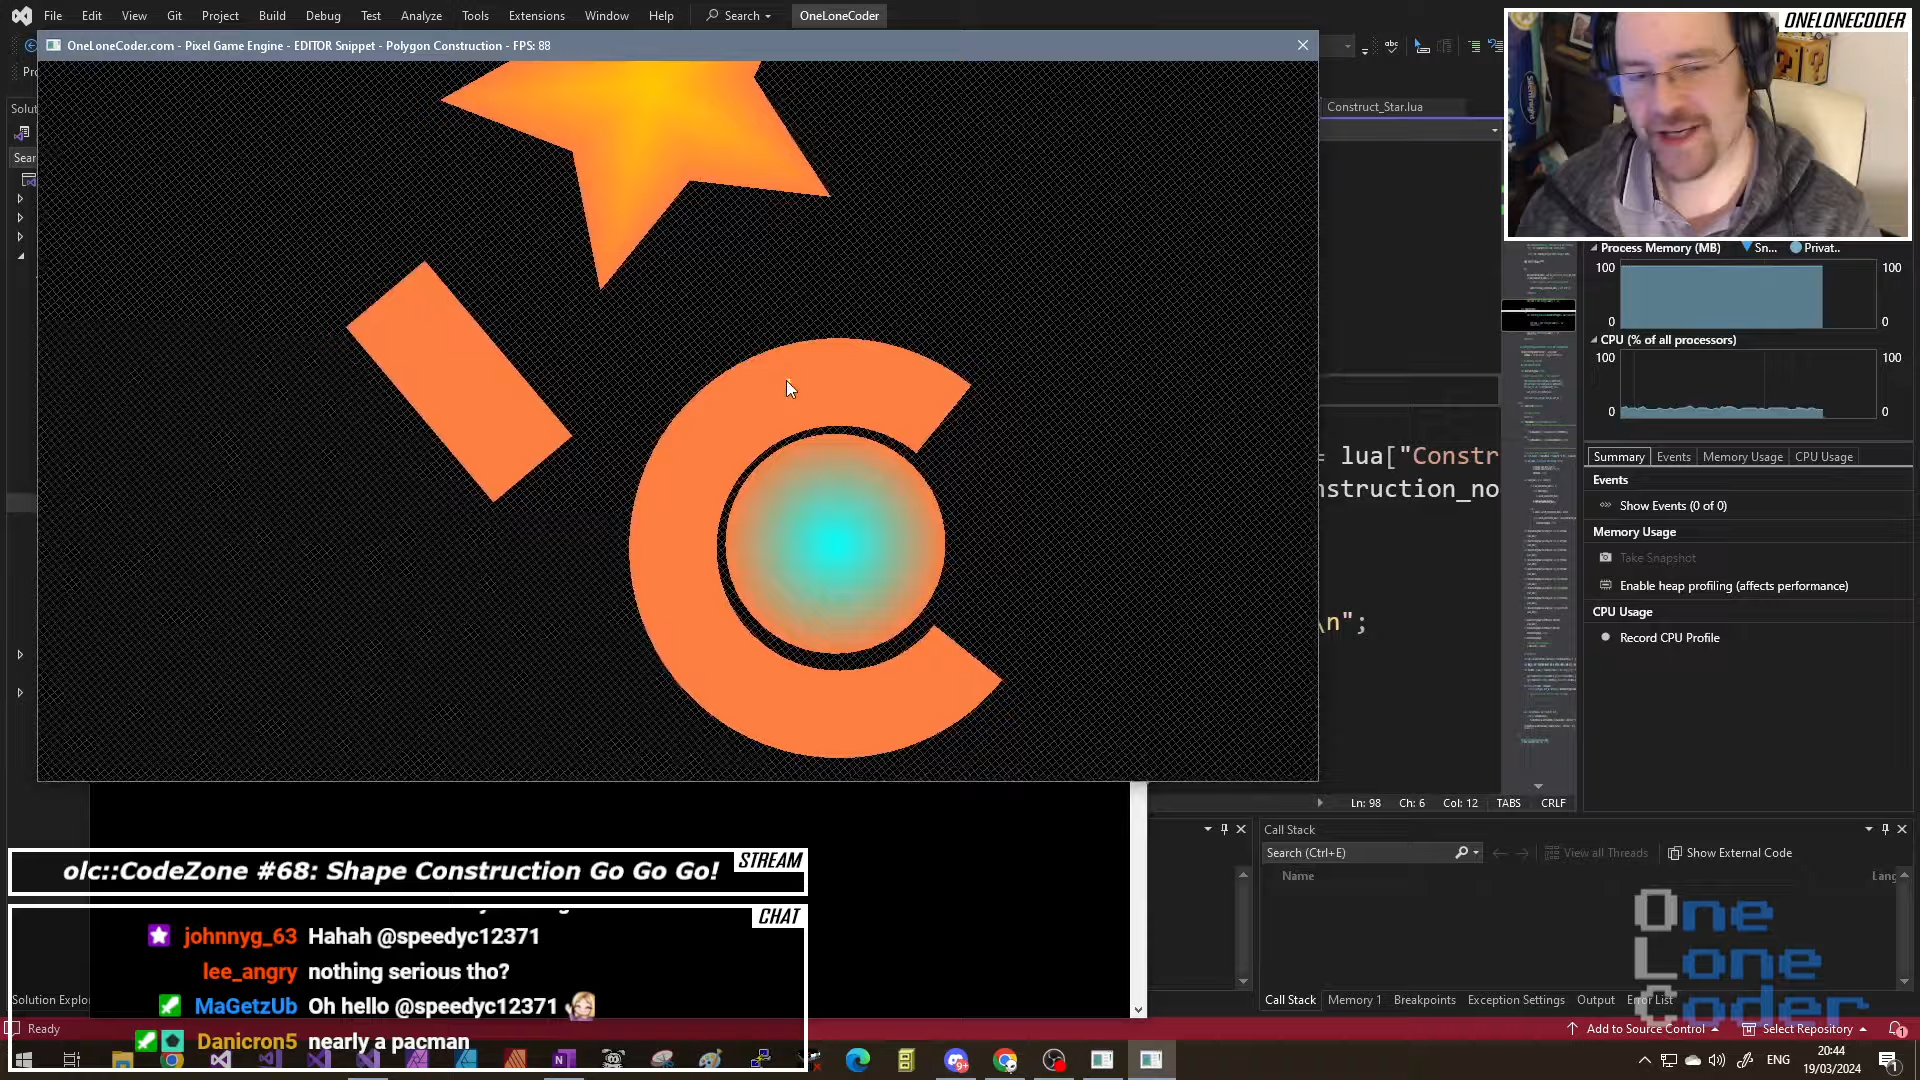 File Edit View Git Project Build Debug Test Analyze Tools Extensions Window Help Search OneLoneCoder
ONELONECODER
OneLoneCoder.com - Pixel Game Engine - EDITOR Snippet - Polygon Construction - FPS: 88
Construct_Star.lua
Process Memory (MB) Sn... Privat..
100 100
0 0
CPU (% of all processors)
100 100
0 0
Summary Events Memory Usage CPU Usage
Events
Show Events (0 of 0)
Memory Usage
Take Snapshot
Enable heap profiling (affects performance)
CPU Usage
Record CPU Profile
= lua["Constr
nstruction_no
\n";
Ln: 98 Ch: 6 Col: 12 TABS CRLF
Call Stack
Search (Ctrl+E) View all Threads Show External Code
Name Lang
olc::CodeZone #68: Shape Construction Go Go Go!
STREAM
CHAT
johnnyg_63 Hahah @speedyc12371
lee_angry nothing serious tho?
MaGetzUb Oh hello @speedyc12371
Danicron5 nearly a pacman
One
Lone
Coder
Solution Explo
Call Stack Memory 1 Breakpoints Exception Settings Output Error List
Ready
Add to Source Control Select Repository
ENG
20:44
19/03/2024